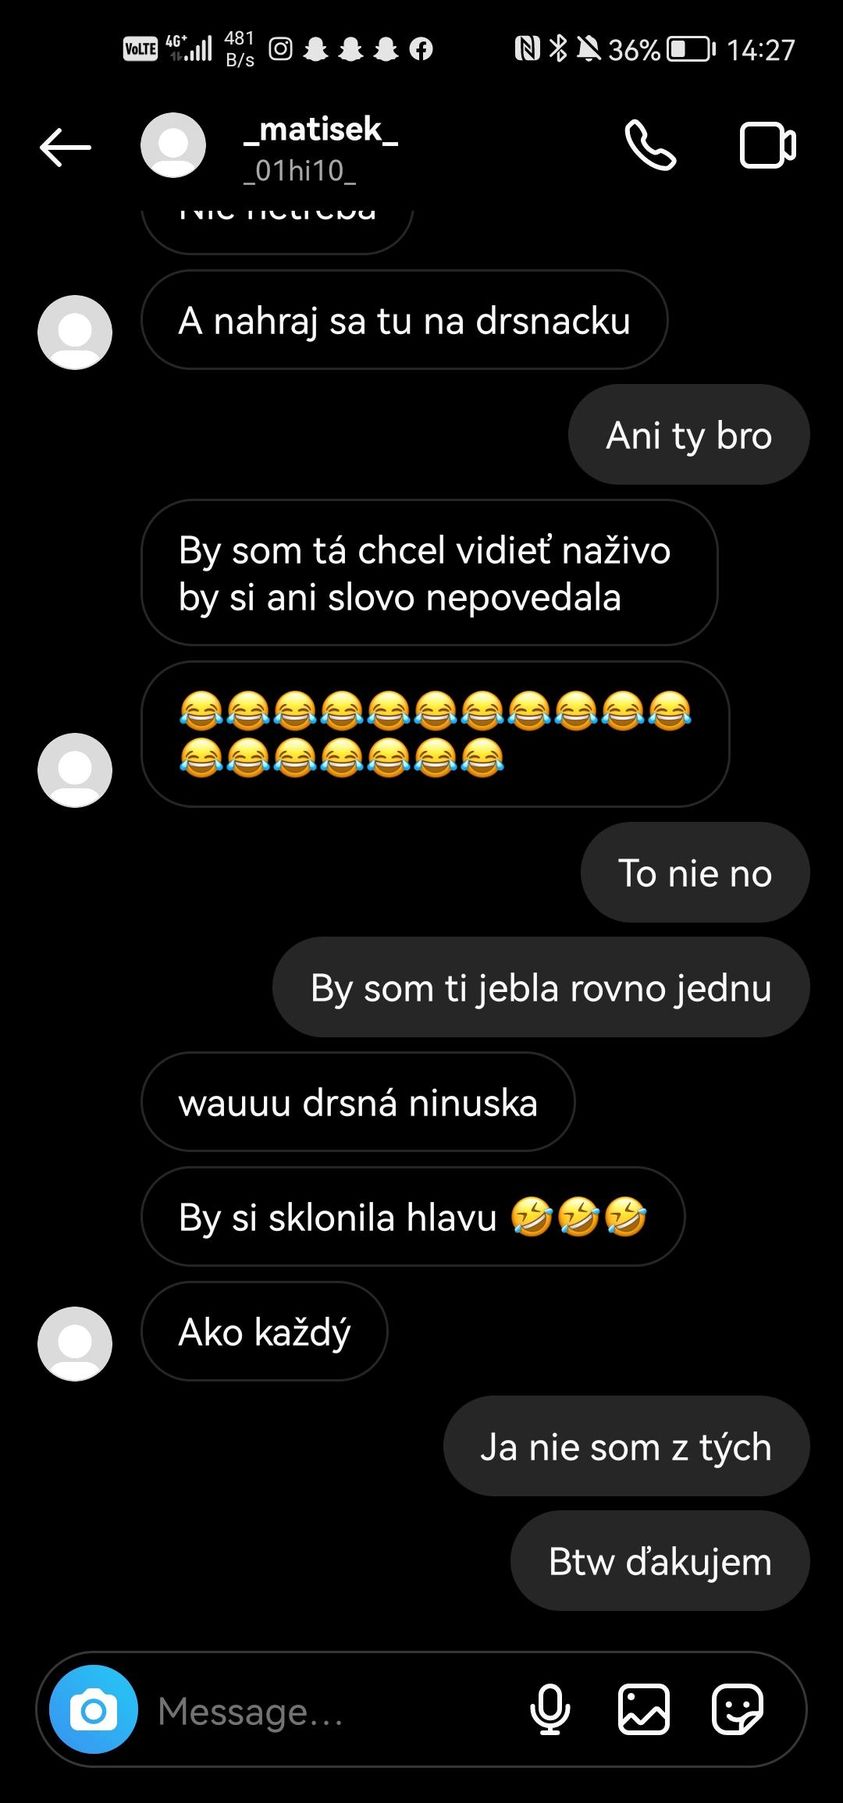 VoLTE 4G+ 481 B/s 36% 14:27
_matisek_
_01hi10_
Nie netreba
A nahraj sa tu na drsnacku
Ani ty bro
By som tá chcel vidieť naživo
by si ani slovo nepovedala
😂😂😂😂😂😂😂😂😂😂😂
😂😂😂😂😂😂😂
To nie no
By som ti jebla rovno jednu
wauuu drsná ninuska
By si sklonila hlavu 🤣🤣🤣
Ako každý
Ja nie som z tých
Btw ďakujem
Message...